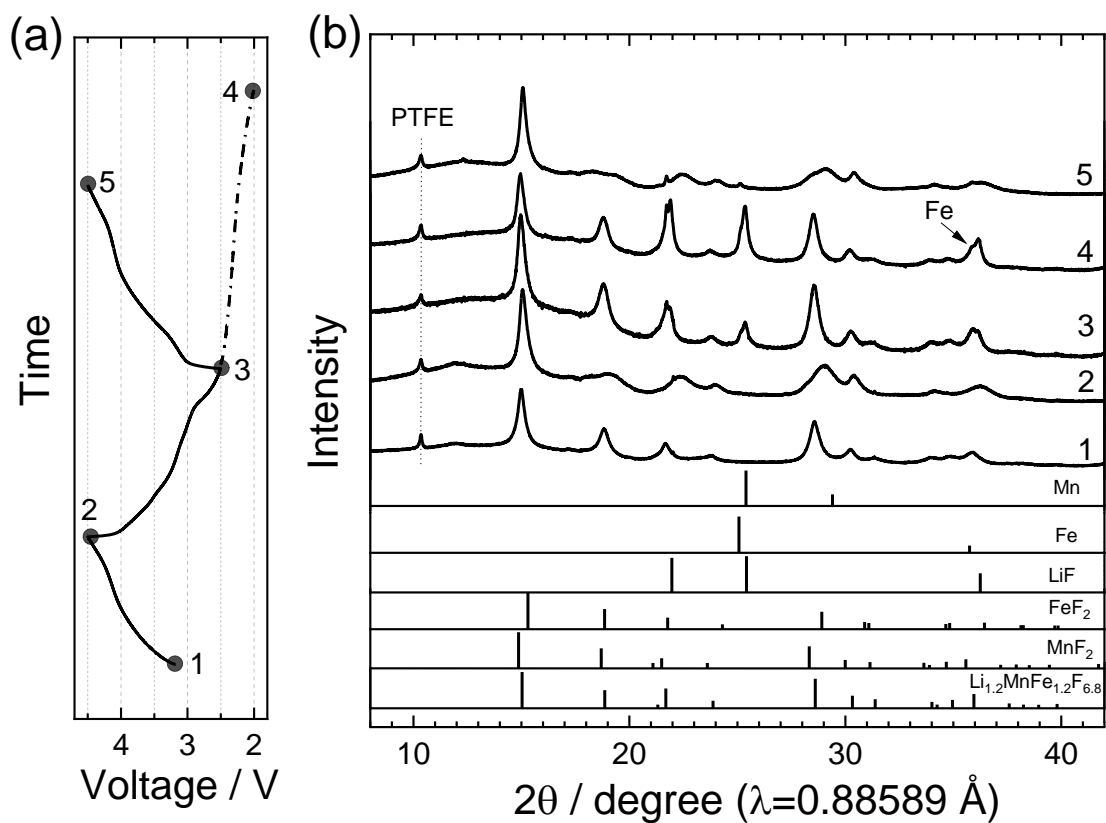 (a)
4
5
3
2
1
4 3 2
Voltage / V
Time
(b)
PTFE
5
Fe
4
3
2
1
Mn
Fe
LiF
FeF₂
MnF₂
Li₁.₂MnFe₁.₂F₆.₈
10 20 30 40
2θ / degree (λ=0.88589 Å)
Intensity